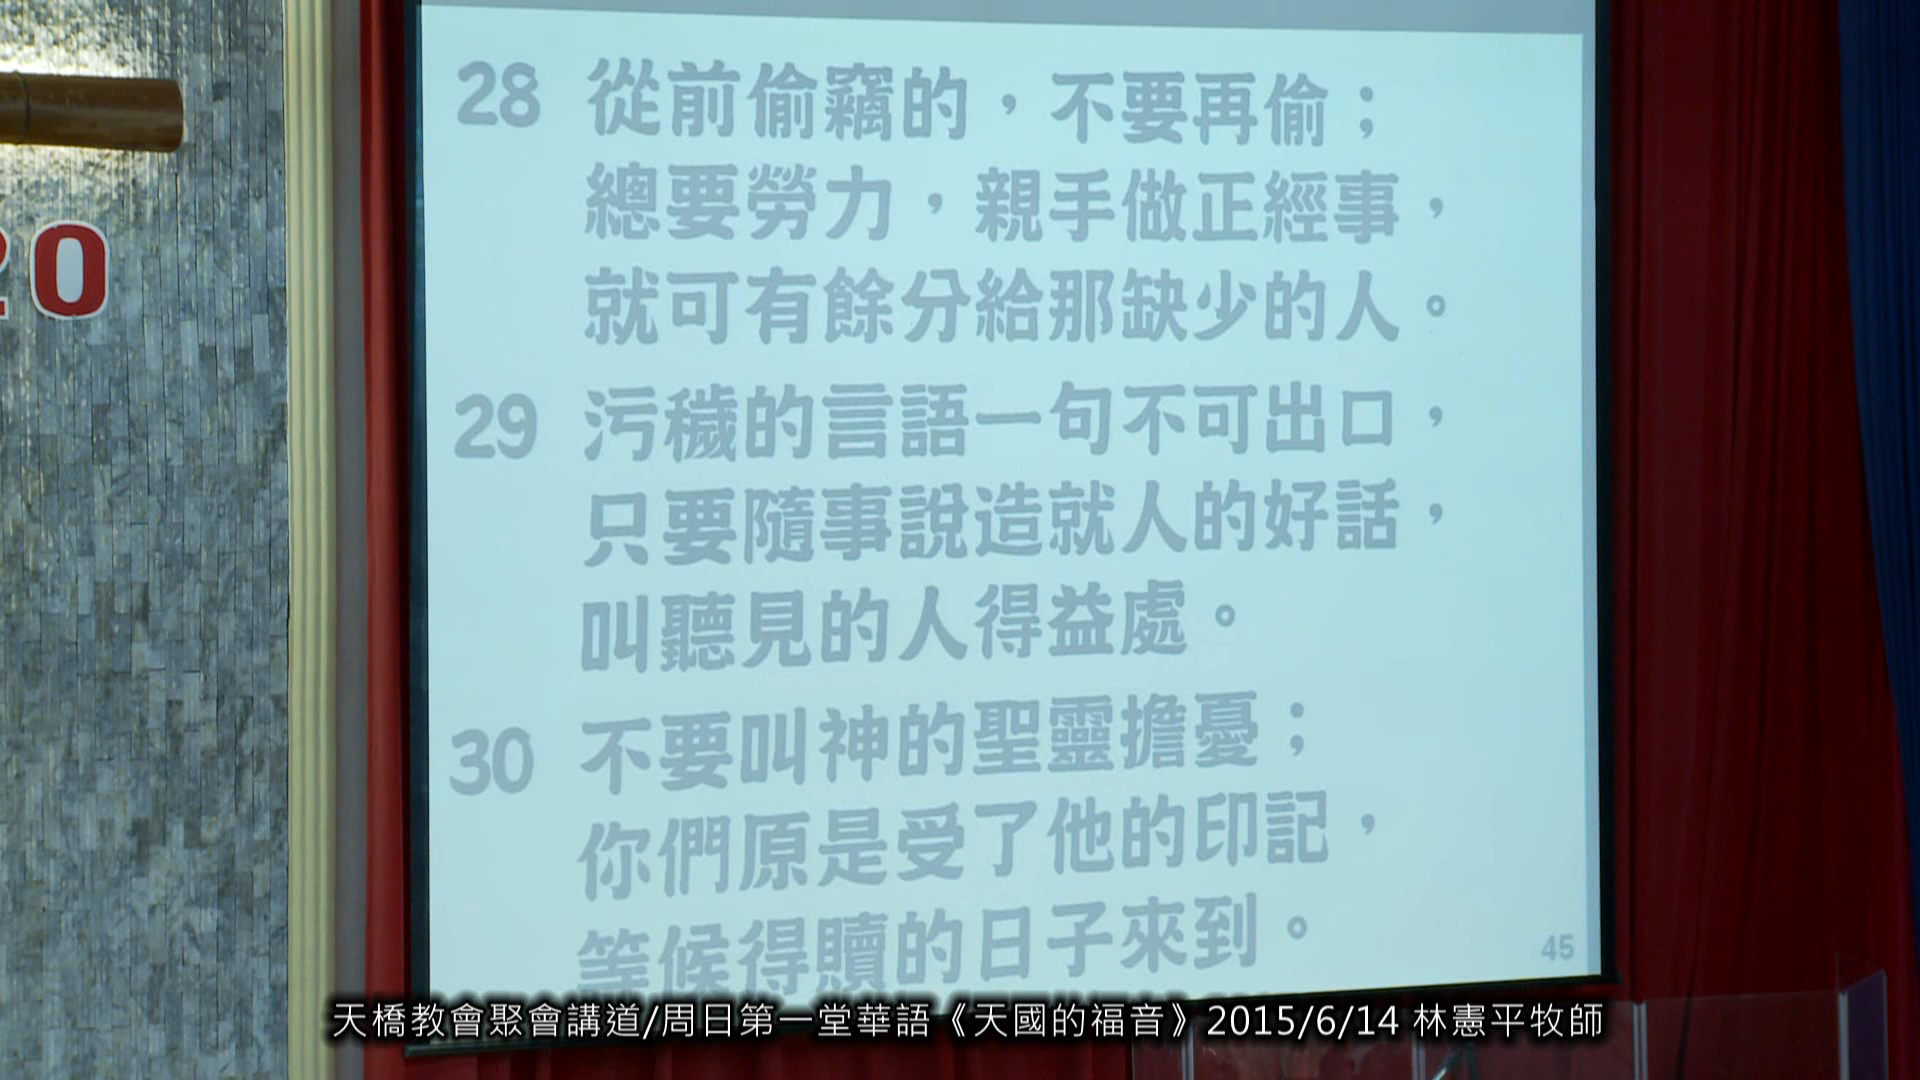 20
28 從前偷竊的，不要再偷；
總要勞力，親手做正經事，
就可有餘分給那缺少的人。
29 污穢的言語一句不可出口，
只要隨事說造就人的好話，
叫聽見的人得益處。
30 不要叫神的聖靈擔憂；
你們原是受了他的印記，
等候得贖的日子來到。
45
天橋教會聚會講道/周日第一堂華語《天國的福音》2015/6/14 林憲平牧師